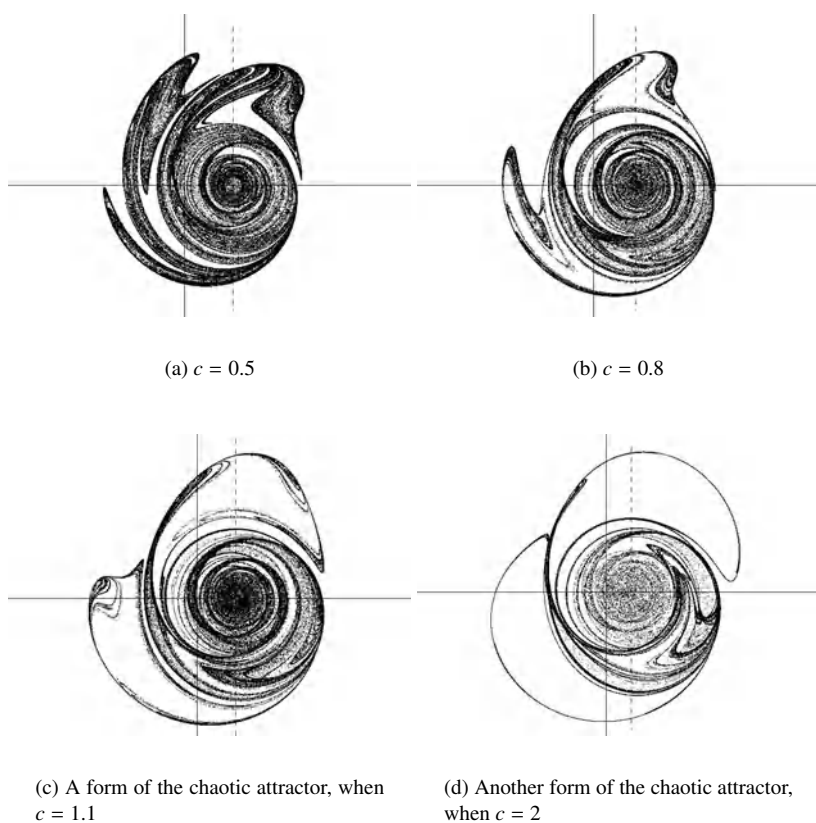 (a) c = 0.5
(b) c = 0.8
(c) A form of the chaotic attractor, when
c = 1.1
(d) Another form of the chaotic attractor,
when c = 2